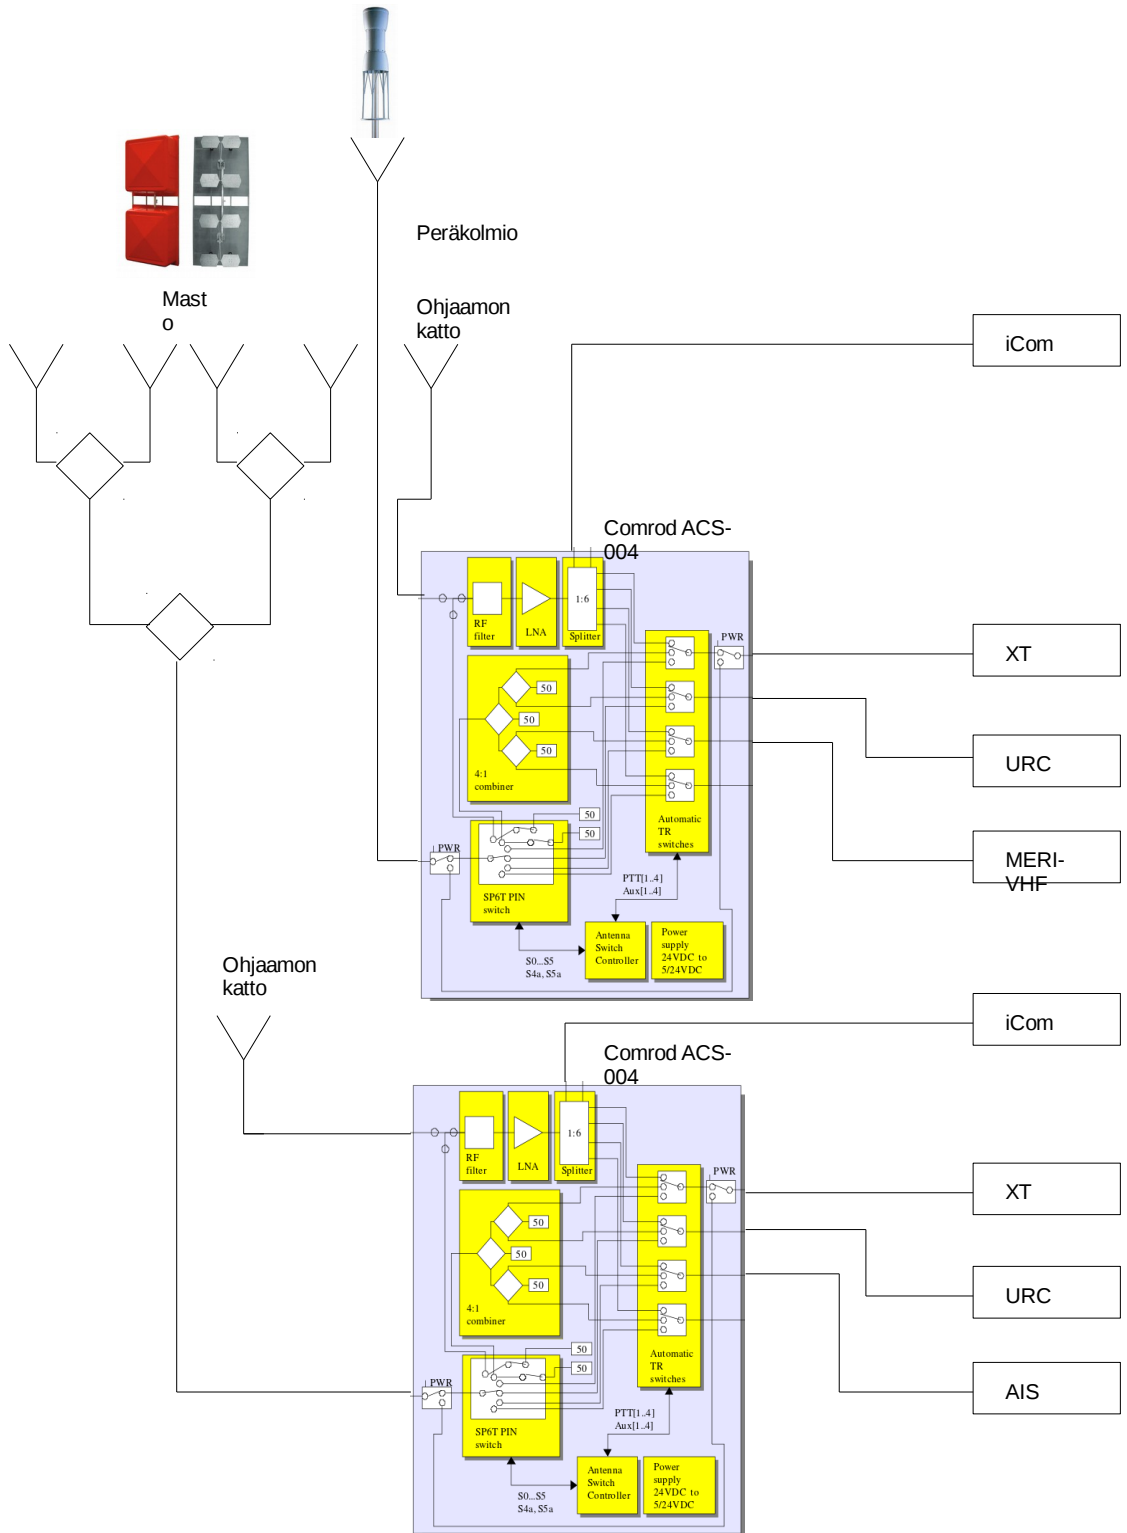 Peräkolmio
Mast
o
Ohjaamon
katto
iCom
Comrod ACS-
004
RF
filter
LNA
1:6
Splitter
PWR
XT
50
50
50
4:1
combiner
URC
50
50
Automatic
TR
switches
PWR
MERI-
VHF
SP6T PIN
switch
PTT[1..4]
Aux[1..4]
Antenna
Switch
Controller
Power
supply
24VDC to
5/24VDC
S0...S5
S4a, S5a
Ohjaamon
katto
iCom
Comrod ACS-
004
RF
filter
LNA
1:6
Splitter
PWR
XT
50
50
50
4:1
combiner
URC
50
50
Automatic
TR
switches
PWR
AIS
SP6T PIN
switch
PTT[1..4]
Aux[1..4]
Antenna
Switch
Controller
Power
supply
24VDC to
5/24VDC
S0...S5
S4a, S5a